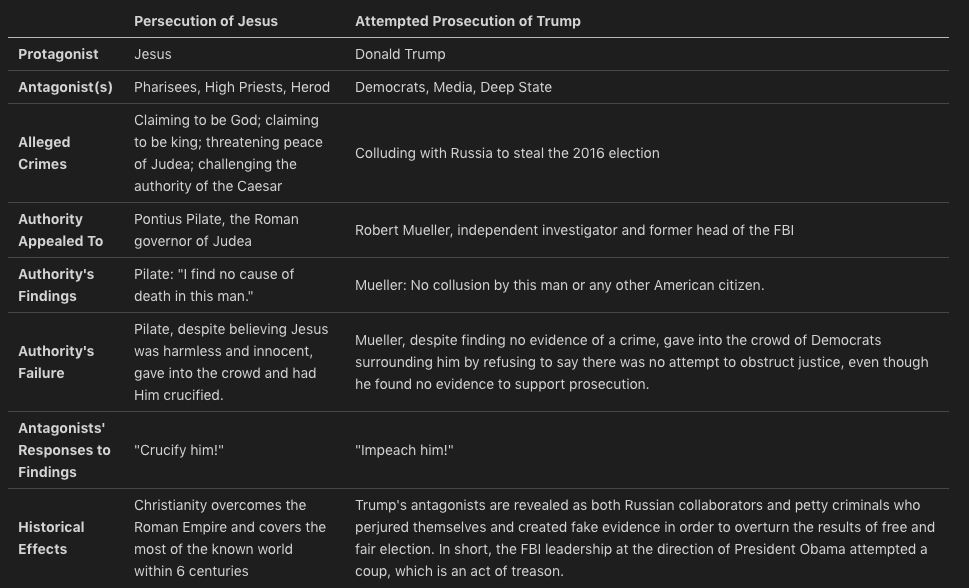 Persecution of Jesus Attempted Prosecution of Trump
Protagonist Jesus Donald Trump
Antagonist(s) Pharisees, High Priests, Herod Democrats, Media, Deep State
Alleged
Crimes
Claiming to be God; claiming
to be king; threatening peace
of Judea; challenging the
authority of the Caesar
Colluding with Russia to steal the 2016 election
Authority
Appealed To
Pontius Pilate, the Roman
governor of Judea
Robert Mueller, independent investigator and former head of the FBI
Authority's
Findings
Pilate: "I find no cause of
death in this man."
Mueller: No collusion by this man or any other American citizen.
Authority's
Failure
Pilate, despite believing Jesus
was harmless and innocent,
gave into the crowd and had
Him crucified.
Mueller, despite finding no evidence of a crime, gave into the crowd of Democrats
surrounding him by refusing to say there was no attempt to obstruct justice, even though
he found no evidence to support prosecution.
Antagonists'
Responses to
Findings
"Crucify him!"
"Impeach him!"
Historical
Effects
Christianity overcomes the
Roman Empire and covers the
most of the known world
within 6 centuries
Trump's antagonists are revealed as both Russian collaborators and petty criminals who
perjured themselves and created fake evidence in order to overturn the results of free and
fair election. In short, the FBI leadership at the direction of President Obama attempted a
coup, which is an act of treason.